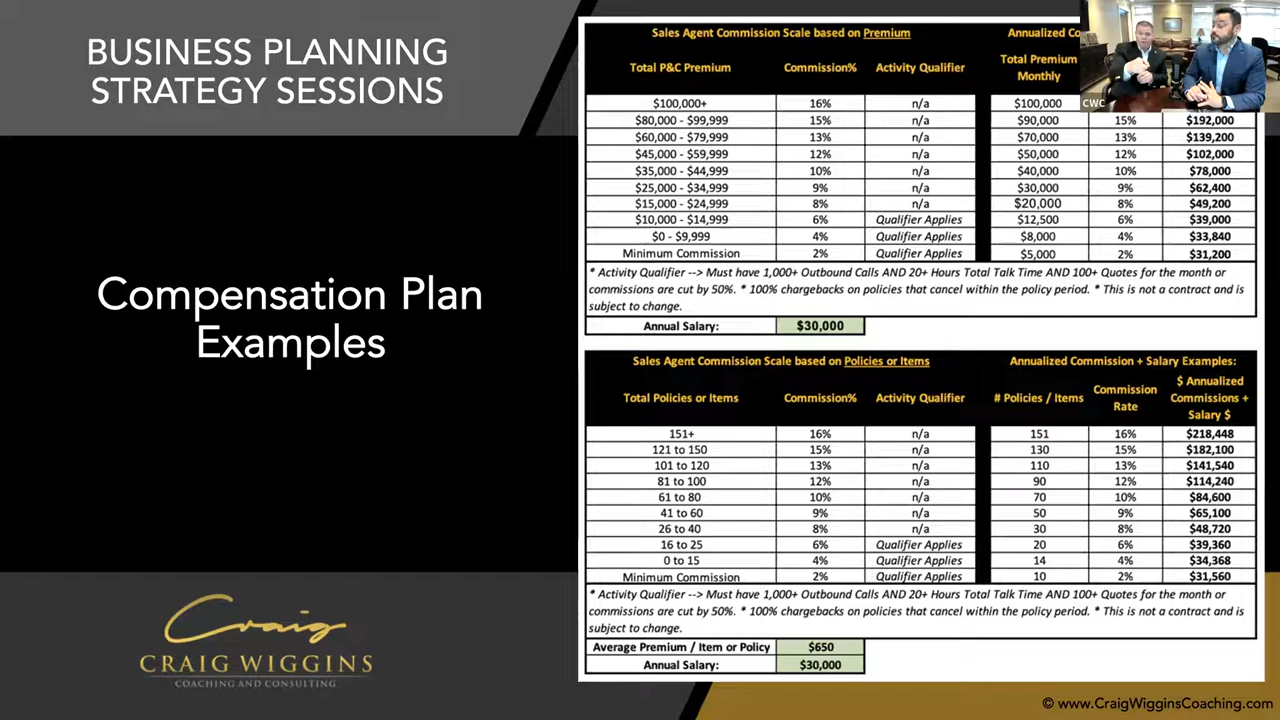 BUSINESS PLANNING
STRATEGY SESSIONS
Compensation Plan
Examples
Craig
CRAIG WIGGINS
COACHING AND CONSULTING
Sales Agent Commission Scale based on Premium
Total P&C Premium Commission% Activity Qualifier
$100,000+ 16% n/a
$80,000 - $99,999 15% n/a
$60,000 - $79,999 13% n/a
$45,000 - $59,999 12% n/a
$35,000 - $44,999 10% n/a
$25,000 - $34,999 9% n/a
$15,000 - $24,999 8% n/a
$10,000 - $14,999 6% Qualifier Applies
$0 - $9,999 4% Qualifier Applies
Minimum Commission 2% Qualifier Applies
Annualized Co
Total Premium
Monthly
$100,000
$90,000 15% $192,000
$70,000 13% $139,200
$50,000 12% $102,000
$40,000 10% $78,000
$30,000 9% $62,400
$20,000 8% $49,200
$12,500 6% $39,000
$8,000 4% $33,840
$5,000 2% $31,200
CWC
* Activity Qualifier --> Must have 1,000+ Outbound Calls AND 20+ Hours Total Talk Time AND 100+ Quotes for the month or
commissions are cut by 50%. * 100% chargebacks on policies that cancel within the policy period. * This is not a contract and is
subject to change.
Annual Salary: $30,000
Sales Agent Commission Scale based on Policies or Items
Total Policies or Items Commission% Activity Qualifier
151+ 16% n/a
121 to 150 15% n/a
101 to 120 13% n/a
81 to 100 12% n/a
61 to 80 10% n/a
41 to 60 9% n/a
26 to 40 8% n/a
16 to 25 6% Qualifier Applies
0 to 15 4% Qualifier Applies
Minimum Commission 2% Qualifier Applies
Annualized Commission + Salary Examples:
# Policies / Items
Commission
Rate
$ Annualized
Commissions +
Salary $
151 16% $218,448
130 15% $182,100
110 13% $141,540
90 12% $114,240
70 10% $84,600
50 9% $65,100
30 8% $48,720
20 6% $39,360
14 4% $34,368
10 2% $31,560
* Activity Qualifier --> Must have 1,000+ Outbound Calls AND 20+ Hours Total Talk Time AND 100+ Quotes for the month or
commissions are cut by 50%. * 100% chargebacks on policies that cancel within the policy period. * This is not a contract and is
subject to change.
Average Premium / Item or Policy $650
Annual Salary: $30,000
© www.CraigWigginsCoaching.com